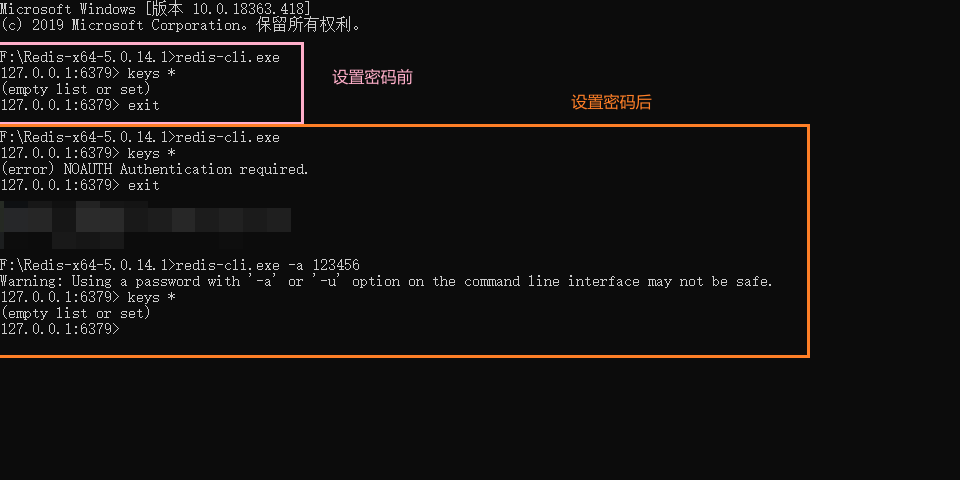 Microsoft Windows [版本 10.0.18363.418]
(c) 2019 Microsoft Corporation。保留所有权利。
F:\Redis-x64-5.0.14.1>redis-cli.exe
127.0.0.1:6379> keys *
(empty list or set)
127.0.0.1:6379> exit
设置密码前
设置密码后
F:\Redis-x64-5.0.14.1>redis-cli.exe
127.0.0.1:6379> keys *
(error) NOAUTH Authentication required.
127.0.0.1:6379> exit
F:\Redis-x64-5.0.14.1>redis-cli.exe -a 123456
Warning: Using a password with '-a' or '-u' option on the command line interface may not be safe.
127.0.0.1:6379> keys *
(empty list or set)
127.0.0.1:6379>